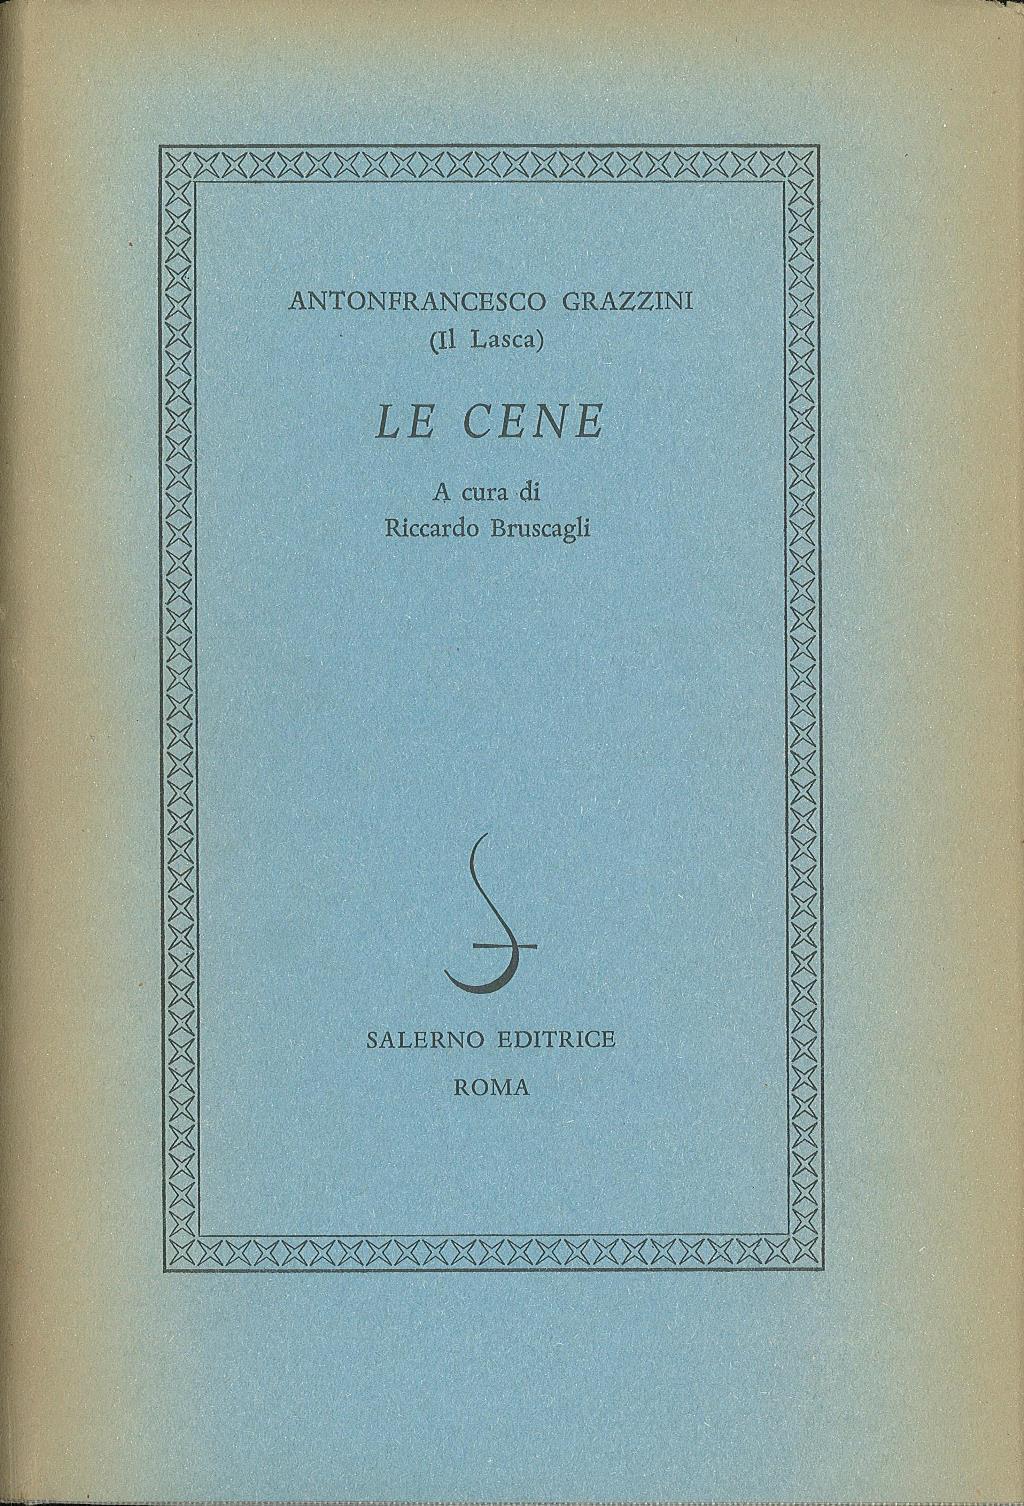 ANTONFRANCESCO GRAZZINI
(Il Lasca)
LE CENE
A cura di
Riccardo Bruscagli
SALERNO EDITRICE
ROMA